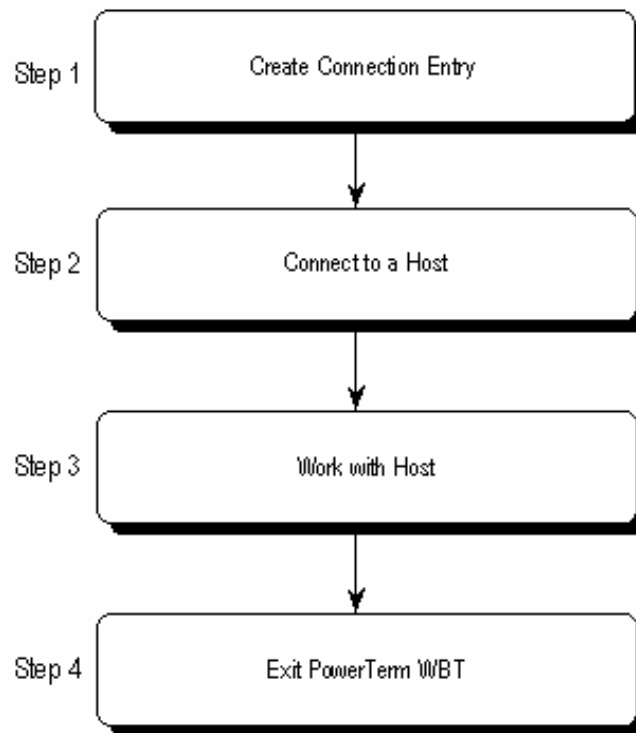 Step 1
Create Connection Entry
Step 2
Connect to a Host
Step 3
Work with Host
Step 4
Exit PowerTerm WBT